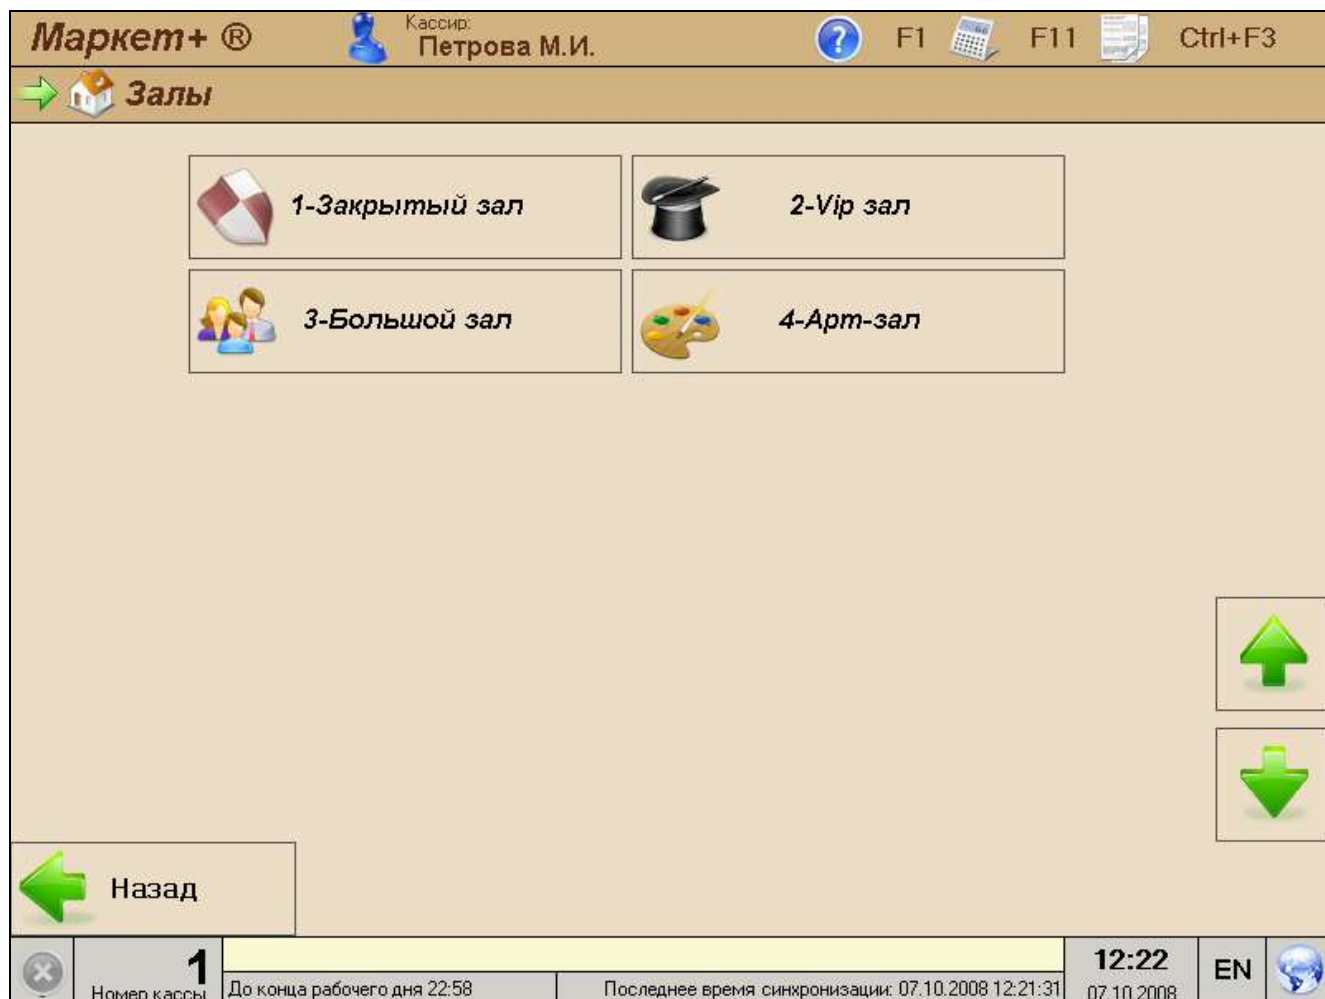 Маркет+ ®
Кассир:
Петрова М.И.
? F1 F11 Ctrl+F3
Залы
1-Закрытый зал
2-Vip зал
3-Большой зал
4-Арт-зал
Назад
1
Номер кассы
До конца рабочего дня 22:58
Последнее время синхронизации: 07.10.2008 12:21:31
12:22
07.10.2008
EN